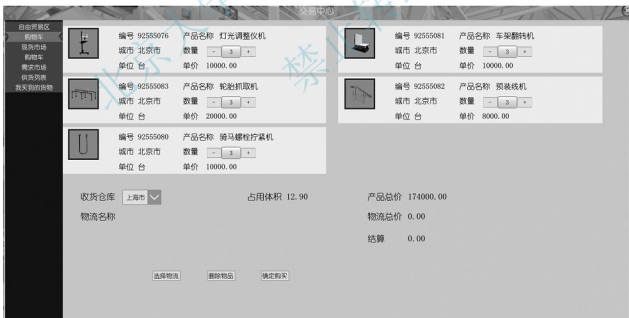 交易中心
自由贸易区
购物车
现货市场
购物车
需求市场
供货列表
我买到的货物
编号 92555076 产品名称 灯光调整仪机
城市 北京市 数量 - 3 +
单位 台 单价 10000.00
编号 92555081 产品名称 车架翻转机
城市 北京市 数量 - 3 +
单位 台 单价 10000.00
编号 92555083 产品名称 轮胎抓取机
城市 北京市 数量 - 3 +
单位 台 单价 20000.00
编号 92555082 产品名称 预装线机
城市 北京市 数量 - 3 +
单位 台 单价 8000.00
编号 92555080 产品名称 骑马螺栓拧紧机
城市 北京市 数量 - 3 +
单位 台 单价 10000.00
收货仓库 上海市 占用体积 12.90 产品总价 174000.00
物流名称 物流总价 0.00
结算 0.00
选择物流 删除物品 确定购买